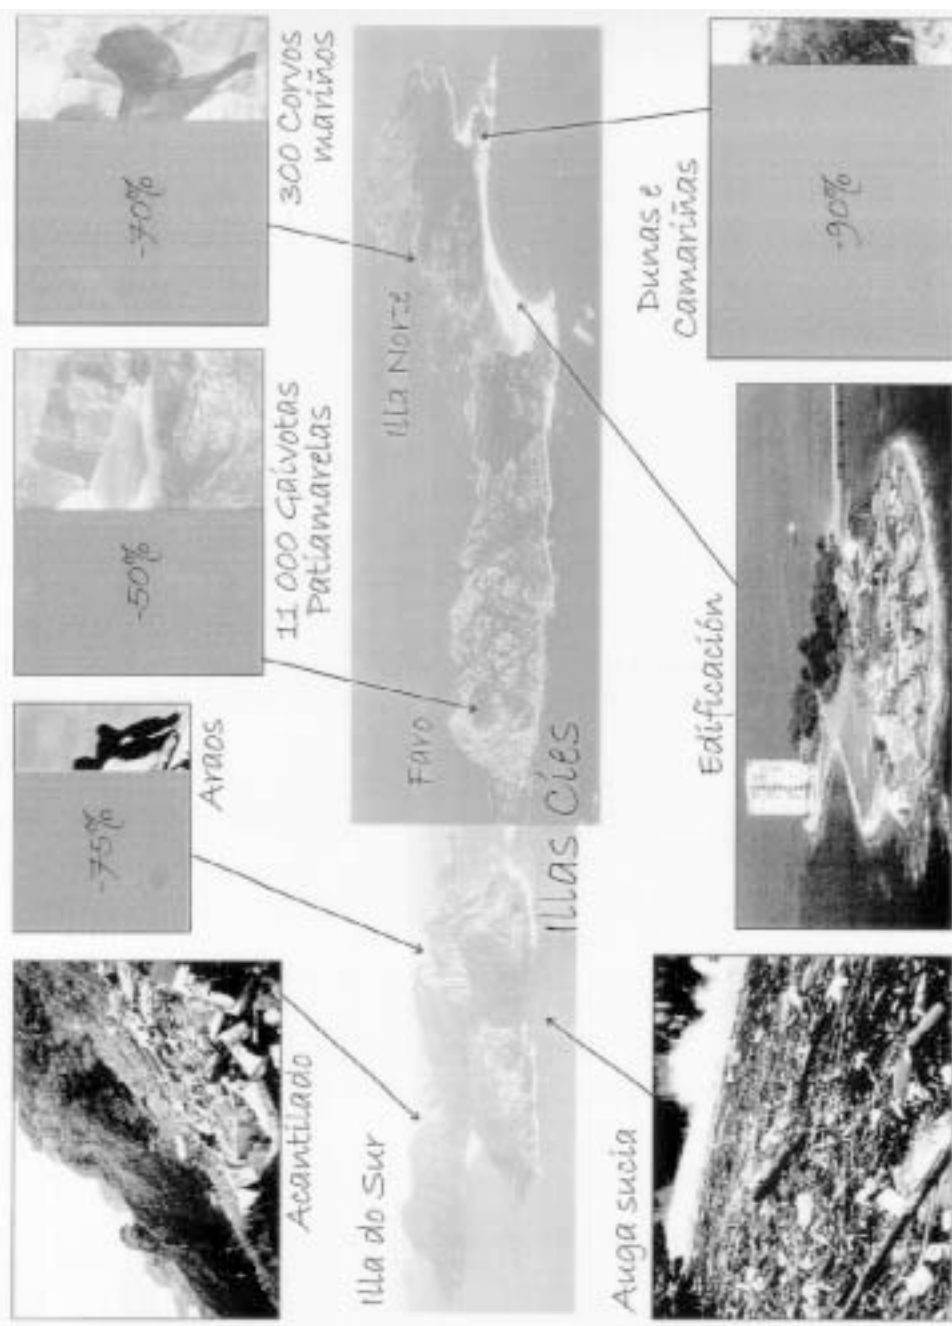 Acantilado
-75%
Araos
-50%
11 000 Gaivotas
Patiamarelas
-70%
300 Corvos
mariños
Illa do Sur
Faro
Illa Norte
Illas Cíes
Auga sucia
Edificación
Dunas e
Camariñas
-90%